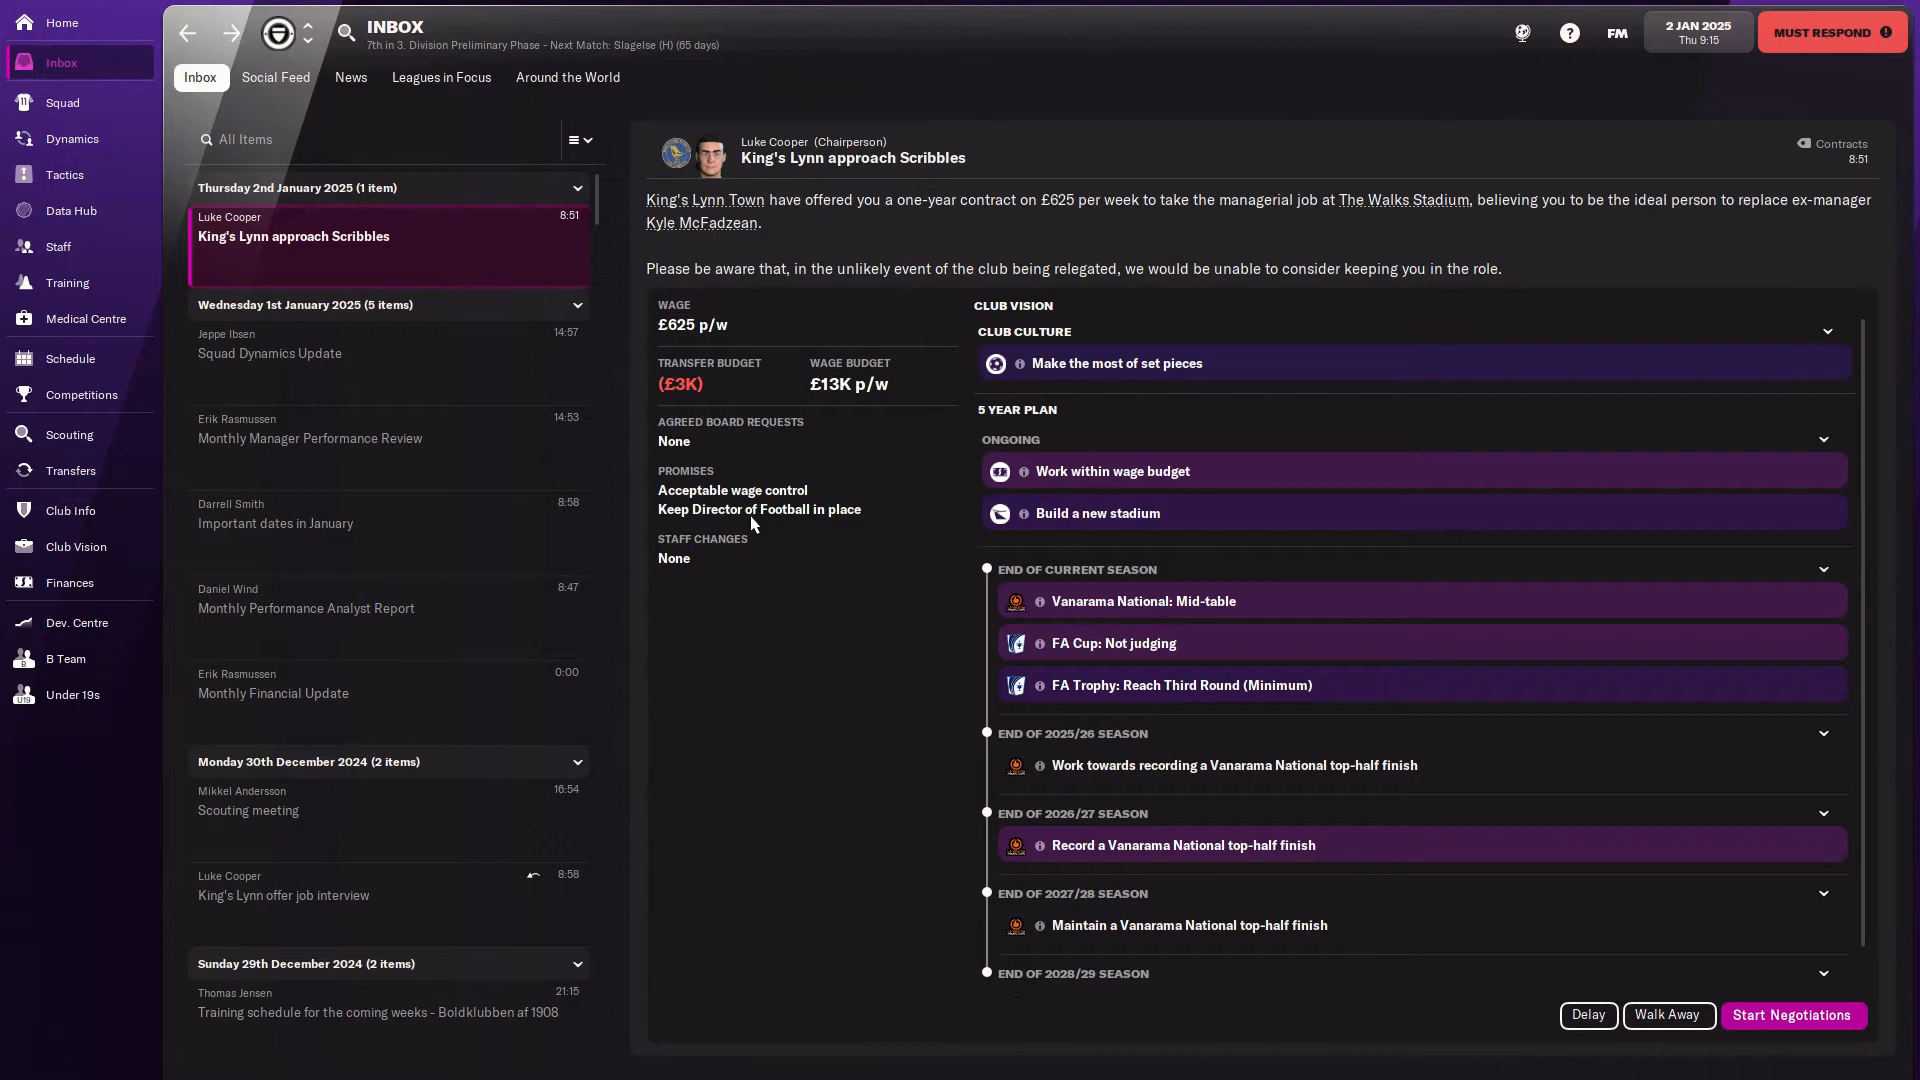 Home
Inbox
Squad
Dynamics
Tactics
Data Hub
Staff
Training
Medical Centre
Schedule
Competitions
Scouting
Transfers
Club Info
Club Vision
Finances
Dev. Centre
B Team
Under 19s
INBOX
7th in 3. Division Preliminary Phase - Next Match: Slagelse (H) (65 days)
FM
2 JAN 2025
Thu 9:15
MUST RESPOND
Inbox Social Feed News Leagues in Focus Around the World
All Items
Thursday 2nd January 2025 (1 item)
Luke Cooper 8:51
King's Lynn approach Scribbles
Wednesday 1st January 2025 (5 items)
Jeppe Ibsen 14:57
Squad Dynamics Update
Erik Rasmussen 14:53
Monthly Manager Performance Review
Darrell Smith 8:58
Important dates in January
Daniel Wind 8:47
Monthly Performance Analyst Report
Erik Rasmussen 0:00
Monthly Financial Update
Monday 30th December 2024 (2 items)
Mikkel Andersson 16:54
Scouting meeting
Luke Cooper 8:58
King's Lynn offer job interview
Sunday 29th December 2024 (2 items)
Thomas Jensen 21:15
Training schedule for the coming weeks - Boldklubben af 1908
Luke Cooper (Chairperson)
King's Lynn approach Scribbles
Contracts
8:51
King's Lynn Town have offered you a one-year contract on £625 per week to take the managerial job at The Walks Stadium, believing you to be the ideal person to replace ex-manager
Kyle McFadzean.
Please be aware that, in the unlikely event of the club being relegated, we would be unable to consider keeping you in the role.
WAGE
£625 p/w
TRANSFER BUDGET WAGE BUDGET
(£3K) £13K p/w
AGREED BOARD REQUESTS
None
PROMISES
Acceptable wage control
Keep Director of Football in place
STAFF CHANGES
None
CLUB VISION
CLUB CULTURE
Make the most of set pieces
5 YEAR PLAN
ONGOING
Work within wage budget
Build a new stadium
END OF CURRENT SEASON
Vanarama National: Mid-table
FA Cup: Not judging
FA Trophy: Reach Third Round (Minimum)
END OF 2025/26 SEASON
Work towards recording a Vanarama National top-half finish
END OF 2026/27 SEASON
Record a Vanarama National top-half finish
END OF 2027/28 SEASON
Maintain a Vanarama National top-half finish
END OF 2028/29 SEASON
Delay Walk Away Start Negotiations